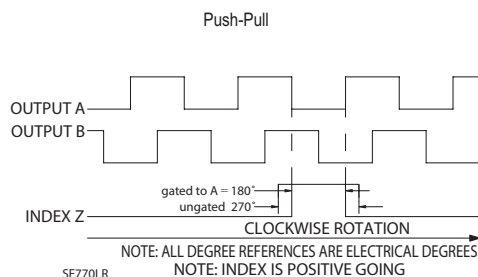 Push-Pull
OUTPUT A
OUTPUT B
gated to A = 180°
ungated 270°
INDEX Z
CLOCKWISE ROTATION
NOTE: ALL DEGREE REFERENCES ARE ELECTRICAL DEGREES
SF770LR
NOTE: INDEX IS POSITIVE GOING